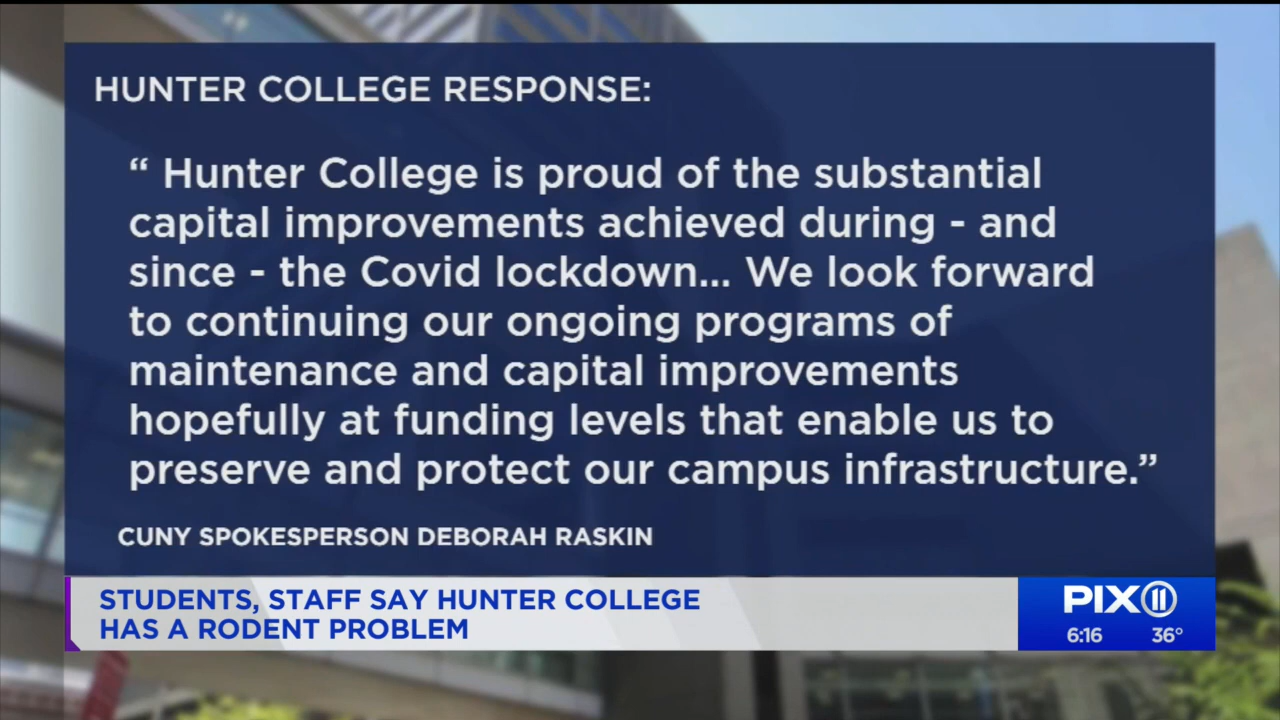 HUNTER COLLEGE RESPONSE:
“ Hunter College is proud of the substantial
capital improvements achieved during - and
since - the Covid lockdown... We look forward
to continuing our ongoing programs of
maintenance and capital improvements
hopefully at funding levels that enable us to
preserve and protect our campus infrastructure.”
CUNY SPOKESPERSON DEBORAH RASKIN
STUDENTS, STAFF SAY HUNTER COLLEGE
HAS A RODENT PROBLEM
PIX11
6:16 36°